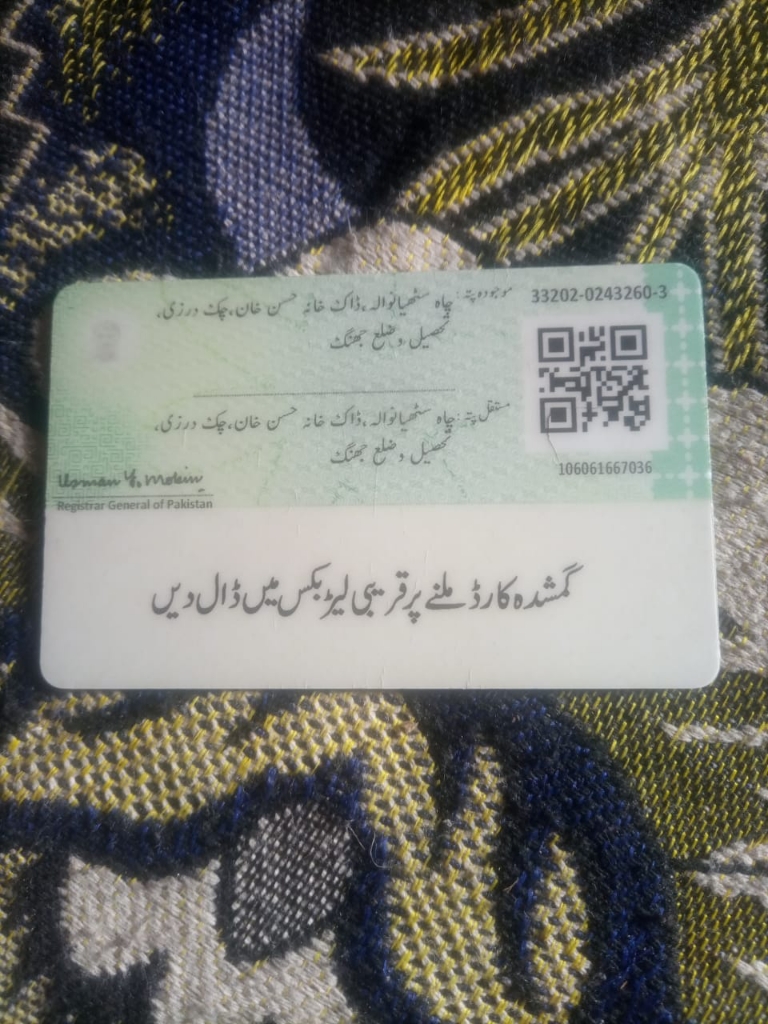 33202-0243260-3
موجودہ پتہ: چاہ سٹھیانوالہ، ڈاک خانہ حسن خان، چک درزی،
تحصیل و ضلع جھنگ
مستقل پتہ: چاہ سٹھیانوالہ، ڈاک خانہ حسن خان، چک درزی،
تحصیل و ضلع جھنگ
106061667036
Usman Y. Mobin
Registrar General of Pakistan
گمشدہ کارڈ ملنے پر قریبی لیٹر بکس میں ڈال دیں